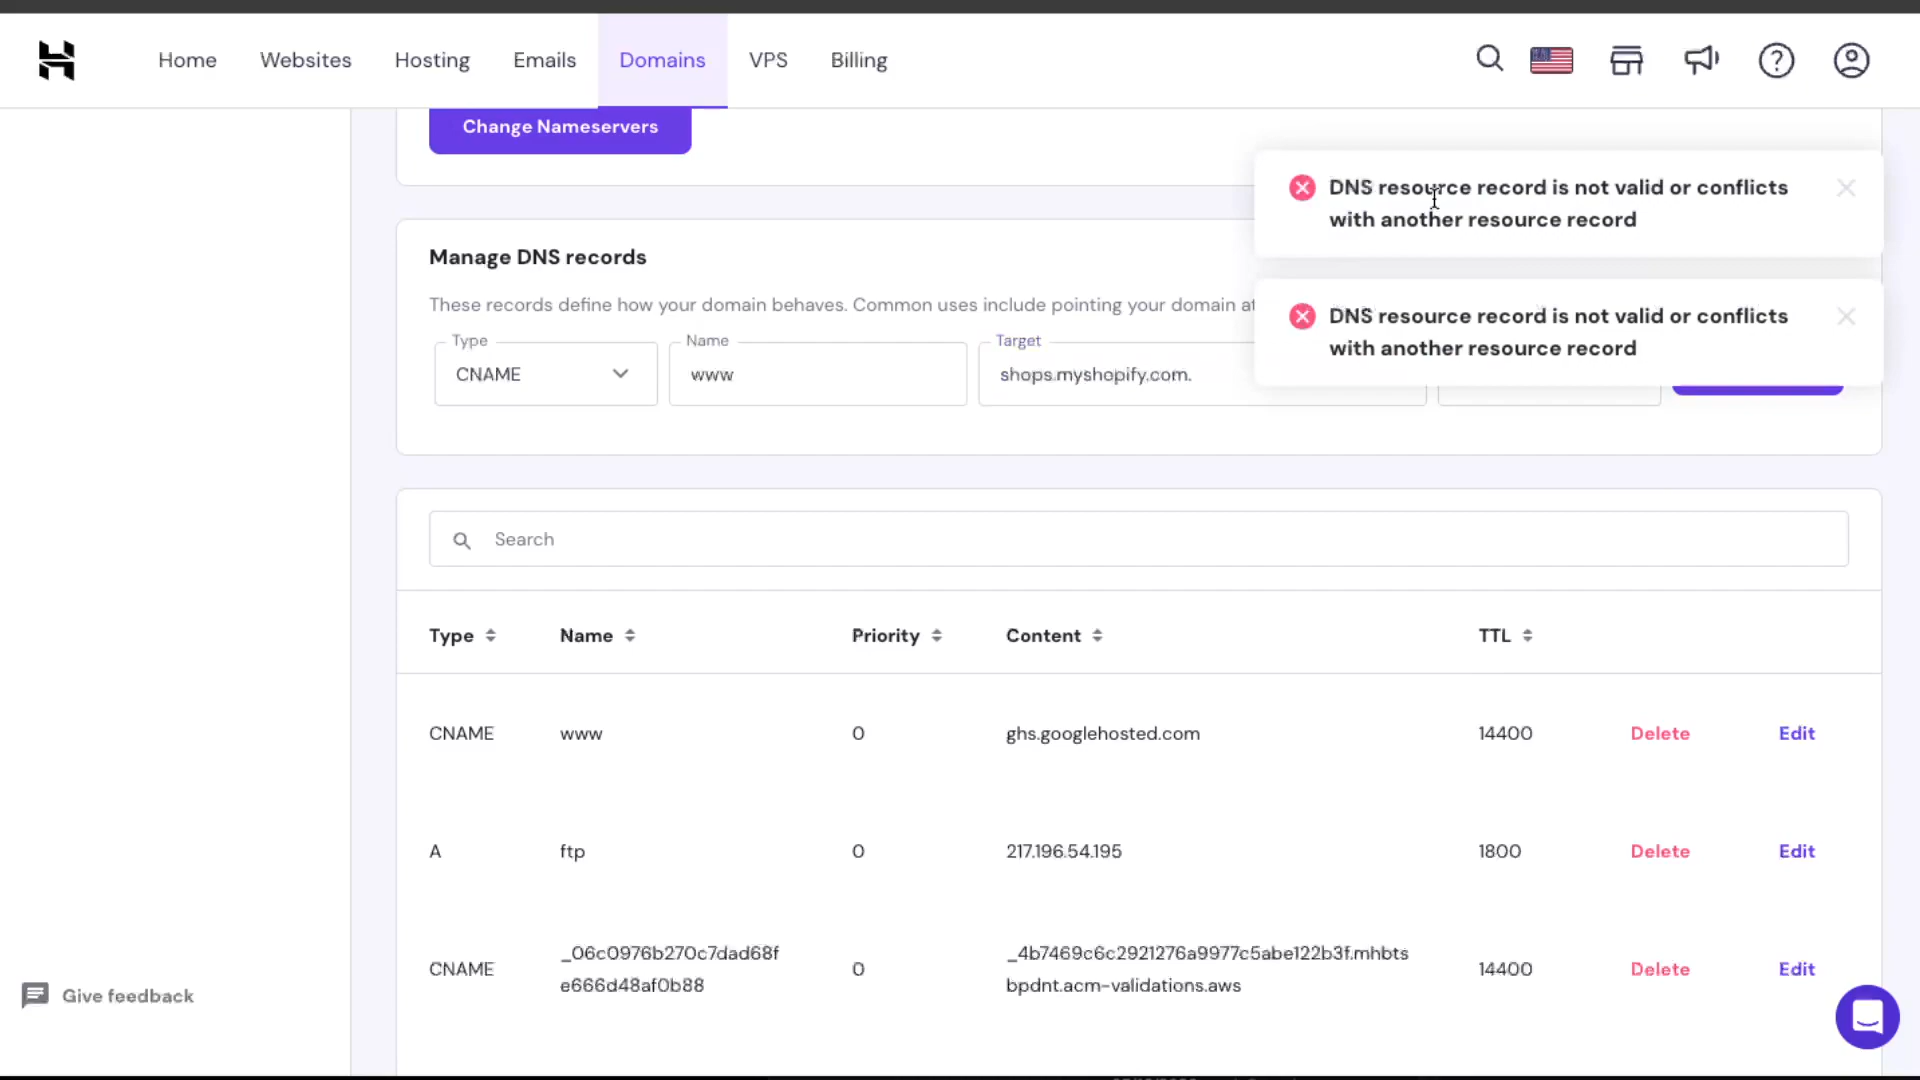 Home Websites Hosting Emails Domains VPS Billing
Change Nameservers
DNS resource record is not valid or conflicts
with another resource record
DNS resource record is not valid or conflicts
with another resource record
Manage DNS records
These records define how your domain behaves. Common uses include pointing your domain at
Type Name Target
CNAME www shops.myshopify.com.
Search
Type Name Priority Content TTL
CNAME www 0 ghs.googlehosted.com 14400 Delete Edit
A ftp 0 217.196.54.195 1800 Delete Edit
CNAME _06c0976b270c7dad68f 0 _4b7469c6c2921276a9977c5abe122b3f.mhbts 14400 Delete Edit
e666d48af0b88 bpdnt.acm-validations.aws
Give feedback